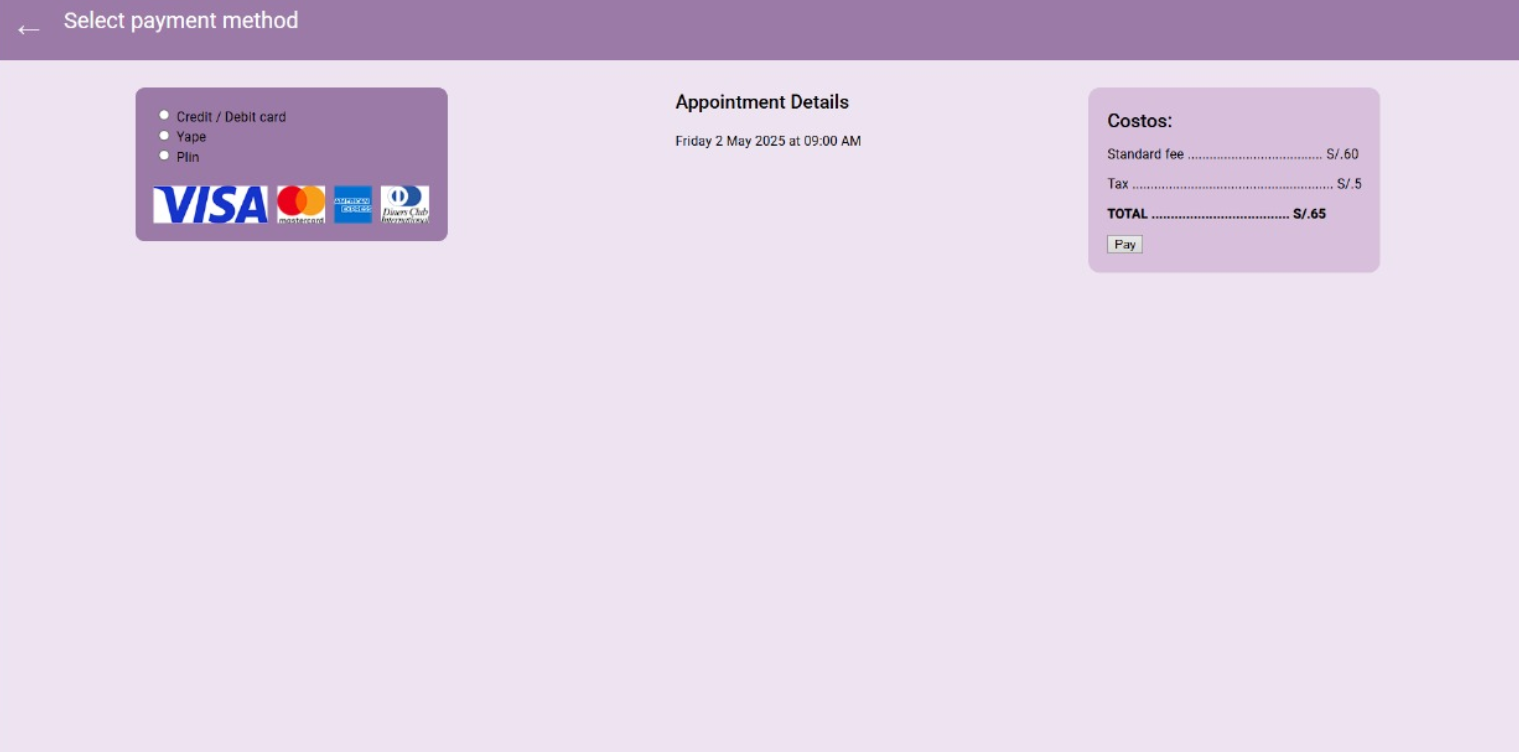 ← Select payment method
Credit / Debit card
Yape
Plin
VISA
mastercard
AMERICAN
EXPRESS
Diners Club
International
Appointment Details
Friday 2 May 2025 at 09:00 AM
Costos:
Standard fee ................................... S/.60
Tax .................................................... S/.5
TOTAL .................................... S/.65
Pay